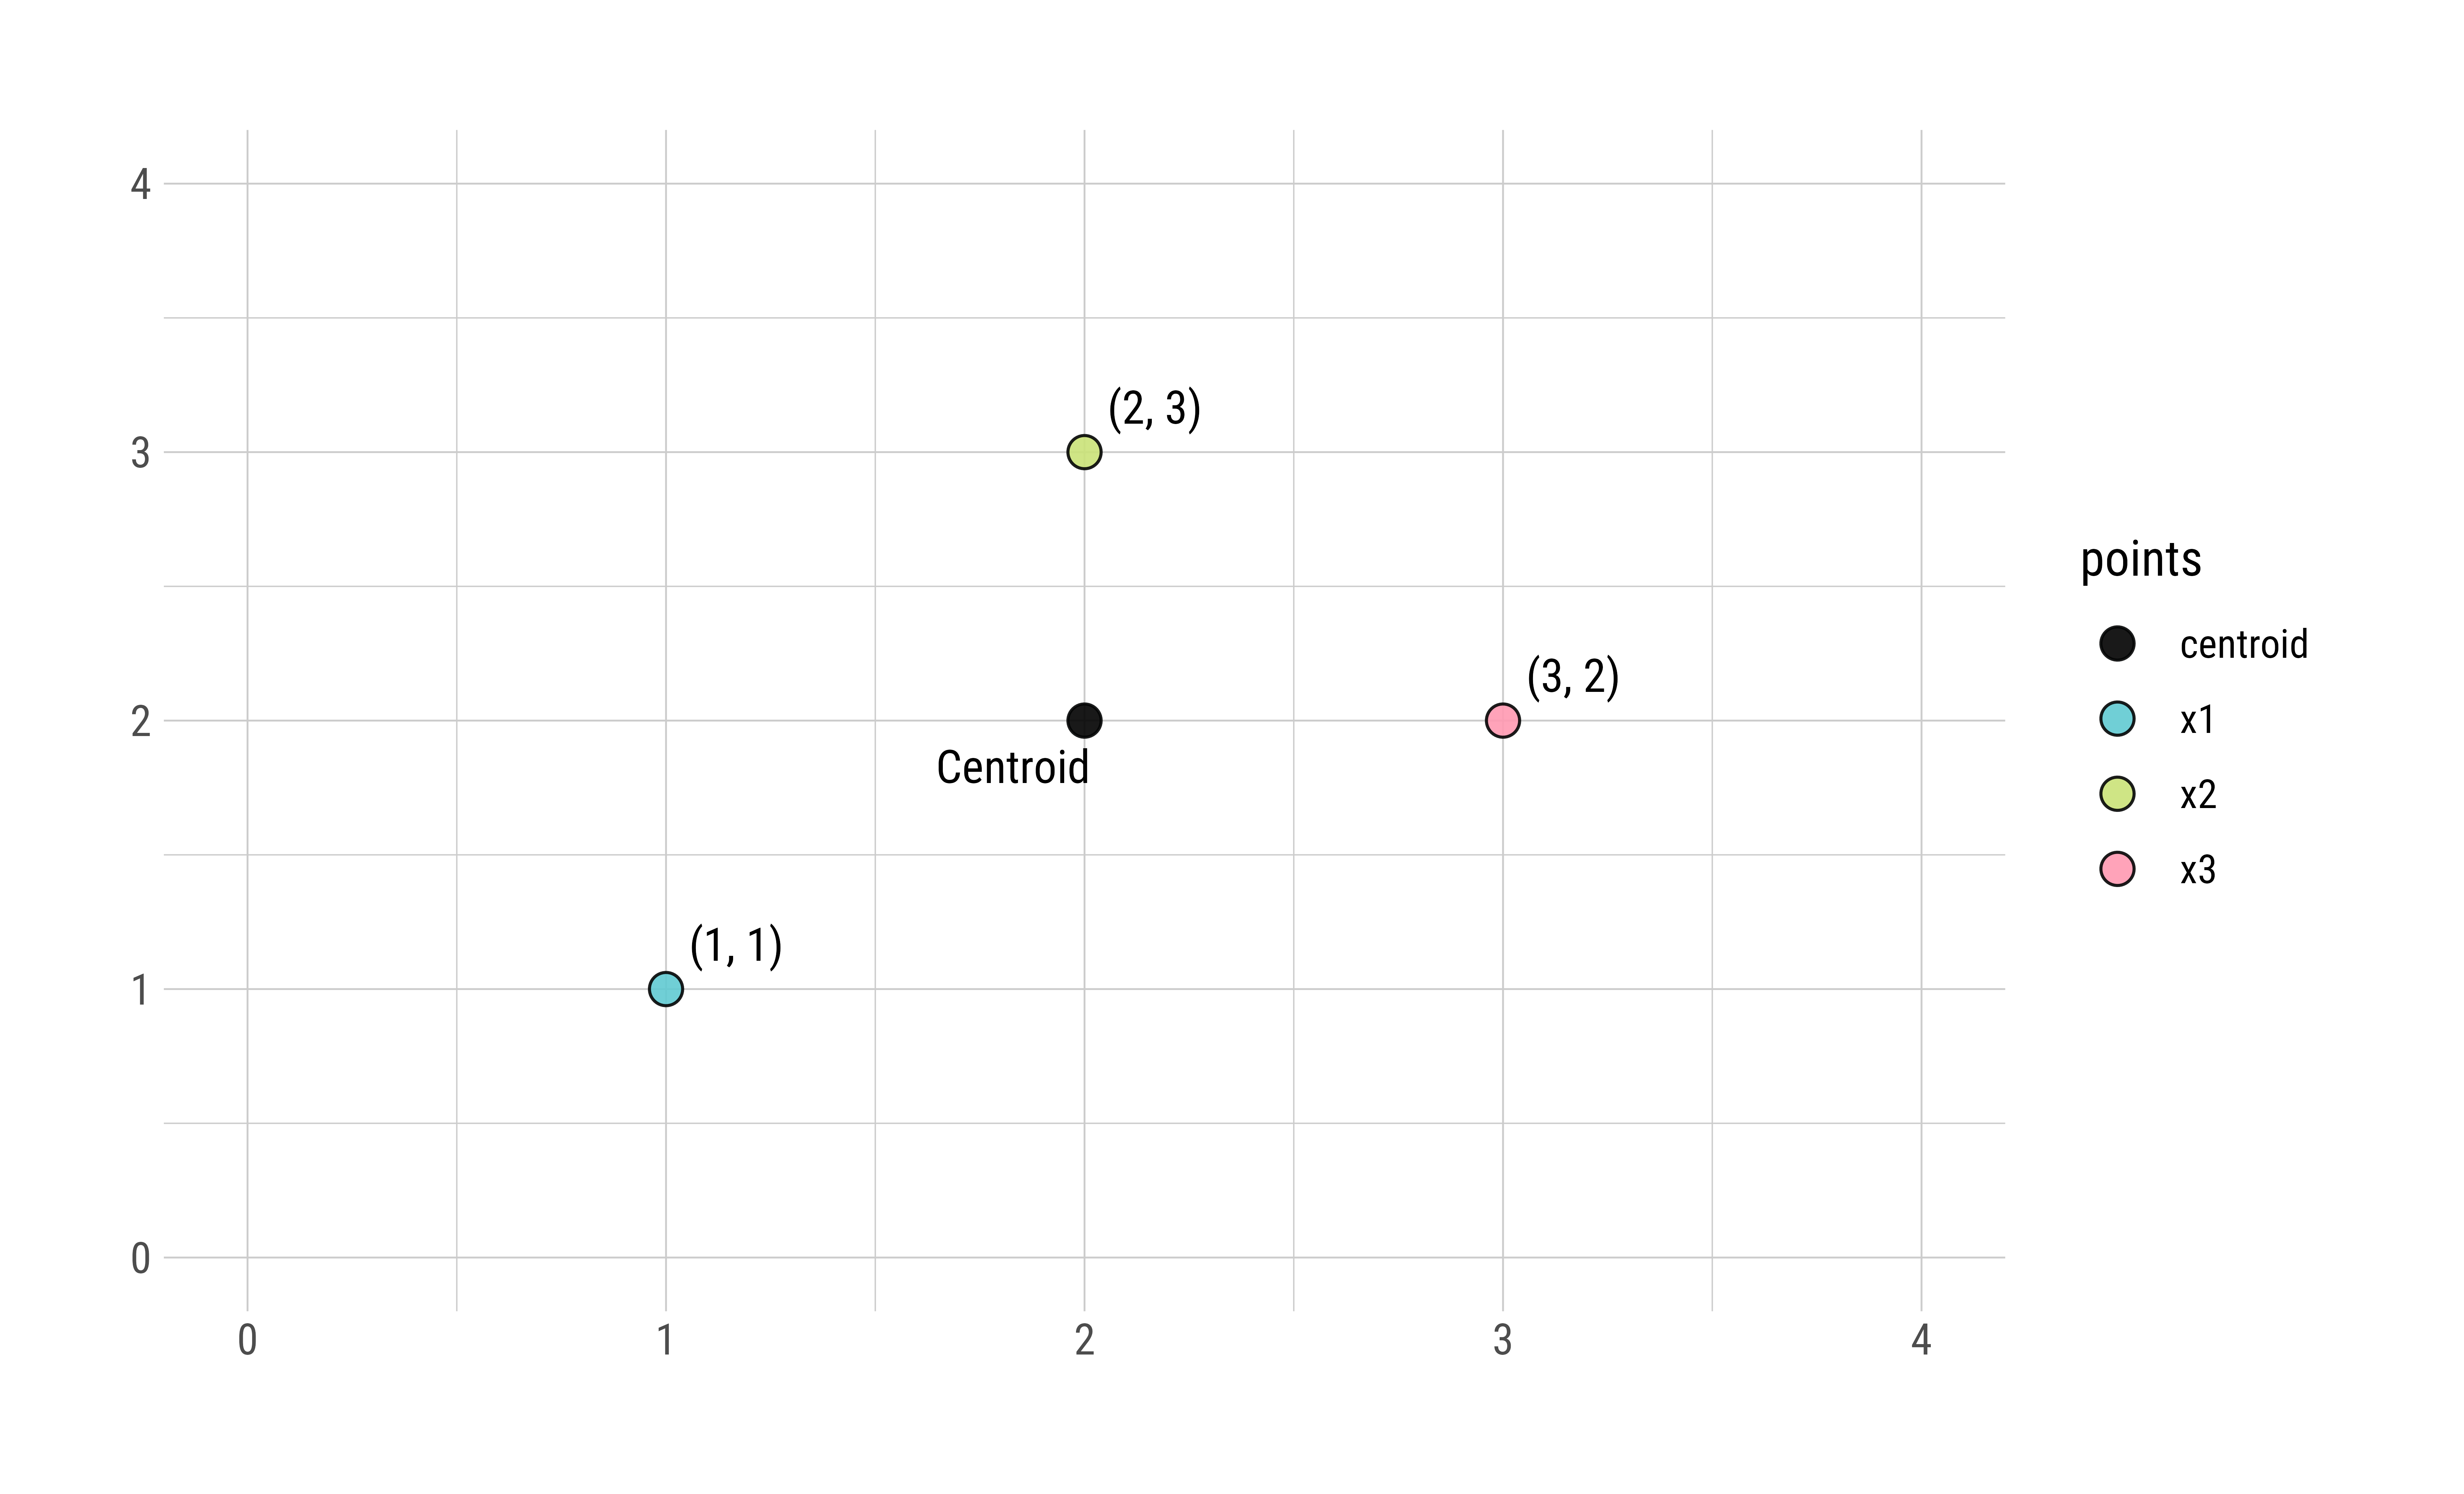 4
3
2
1
0
0 1 2 3 4
(2, 3)
(3, 2)
Centroid
(1, 1)
points
centroid
x1
x2
x3